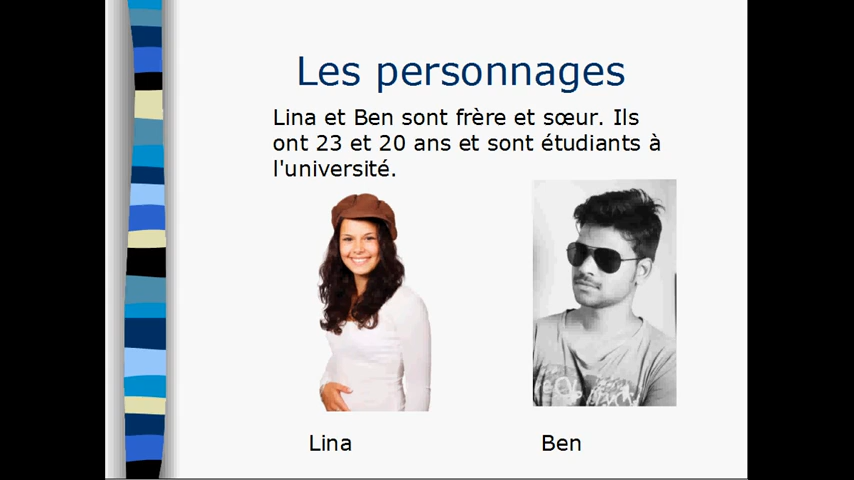 Les personnages
Lina et Ben sont frère et sœur. Ils
ont 23 et 20 ans et sont étudiants à
l'université.
Lina
Ben